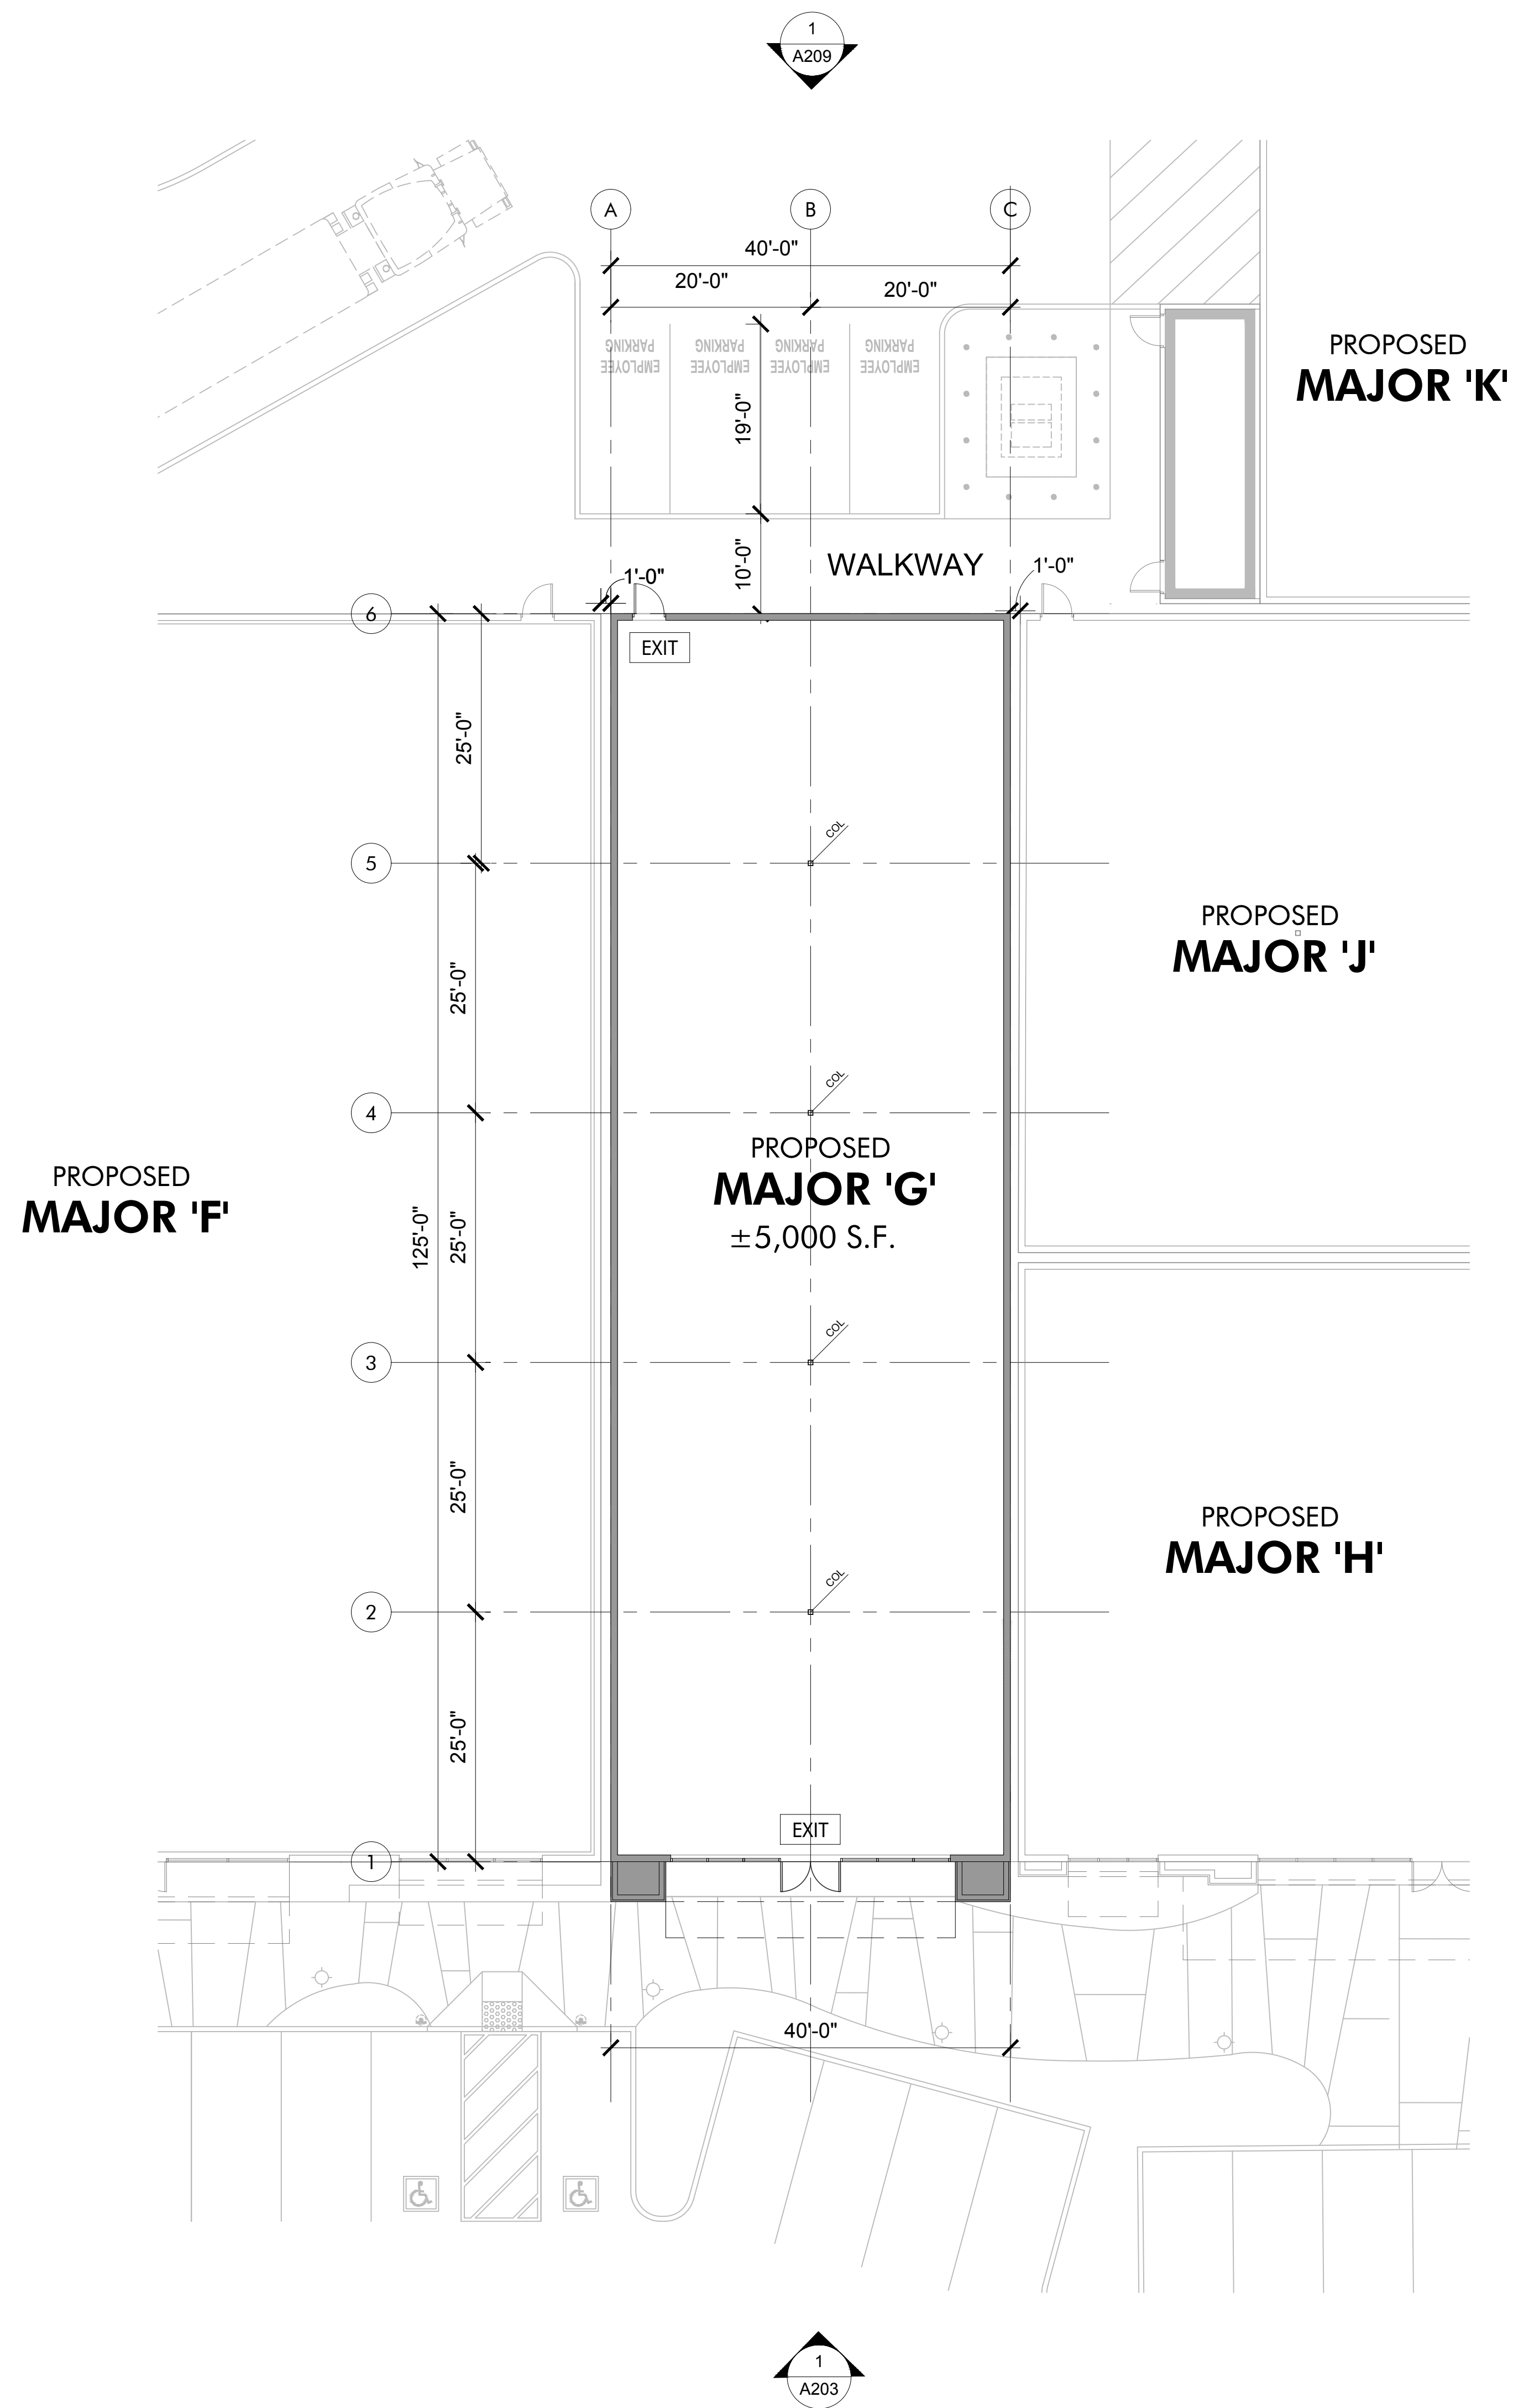 1
A209
A
B
C
40'-0"
20'-0"
20'-0"
EMPLOYEE
PARKING
EMPLOYEE
PARKING
EMPLOYEE
PARKING
EMPLOYEE
PARKING
PROPOSED
MAJOR 'K'
19'-0"
10'-0"
WALKWAY
1'-0"
1'-0"
6
EXIT
25'-0"
COL
5
PROPOSED
MAJOR 'J'
25'-0"
COL
4
PROPOSED
MAJOR 'G'
±5,000 S.F.
PROPOSED
MAJOR 'F'
125'-0"
25'-0"
COL
3
25'-0"
PROPOSED
MAJOR 'H'
COL
2
25'-0"
EXIT
1
40'-0"
1
A203